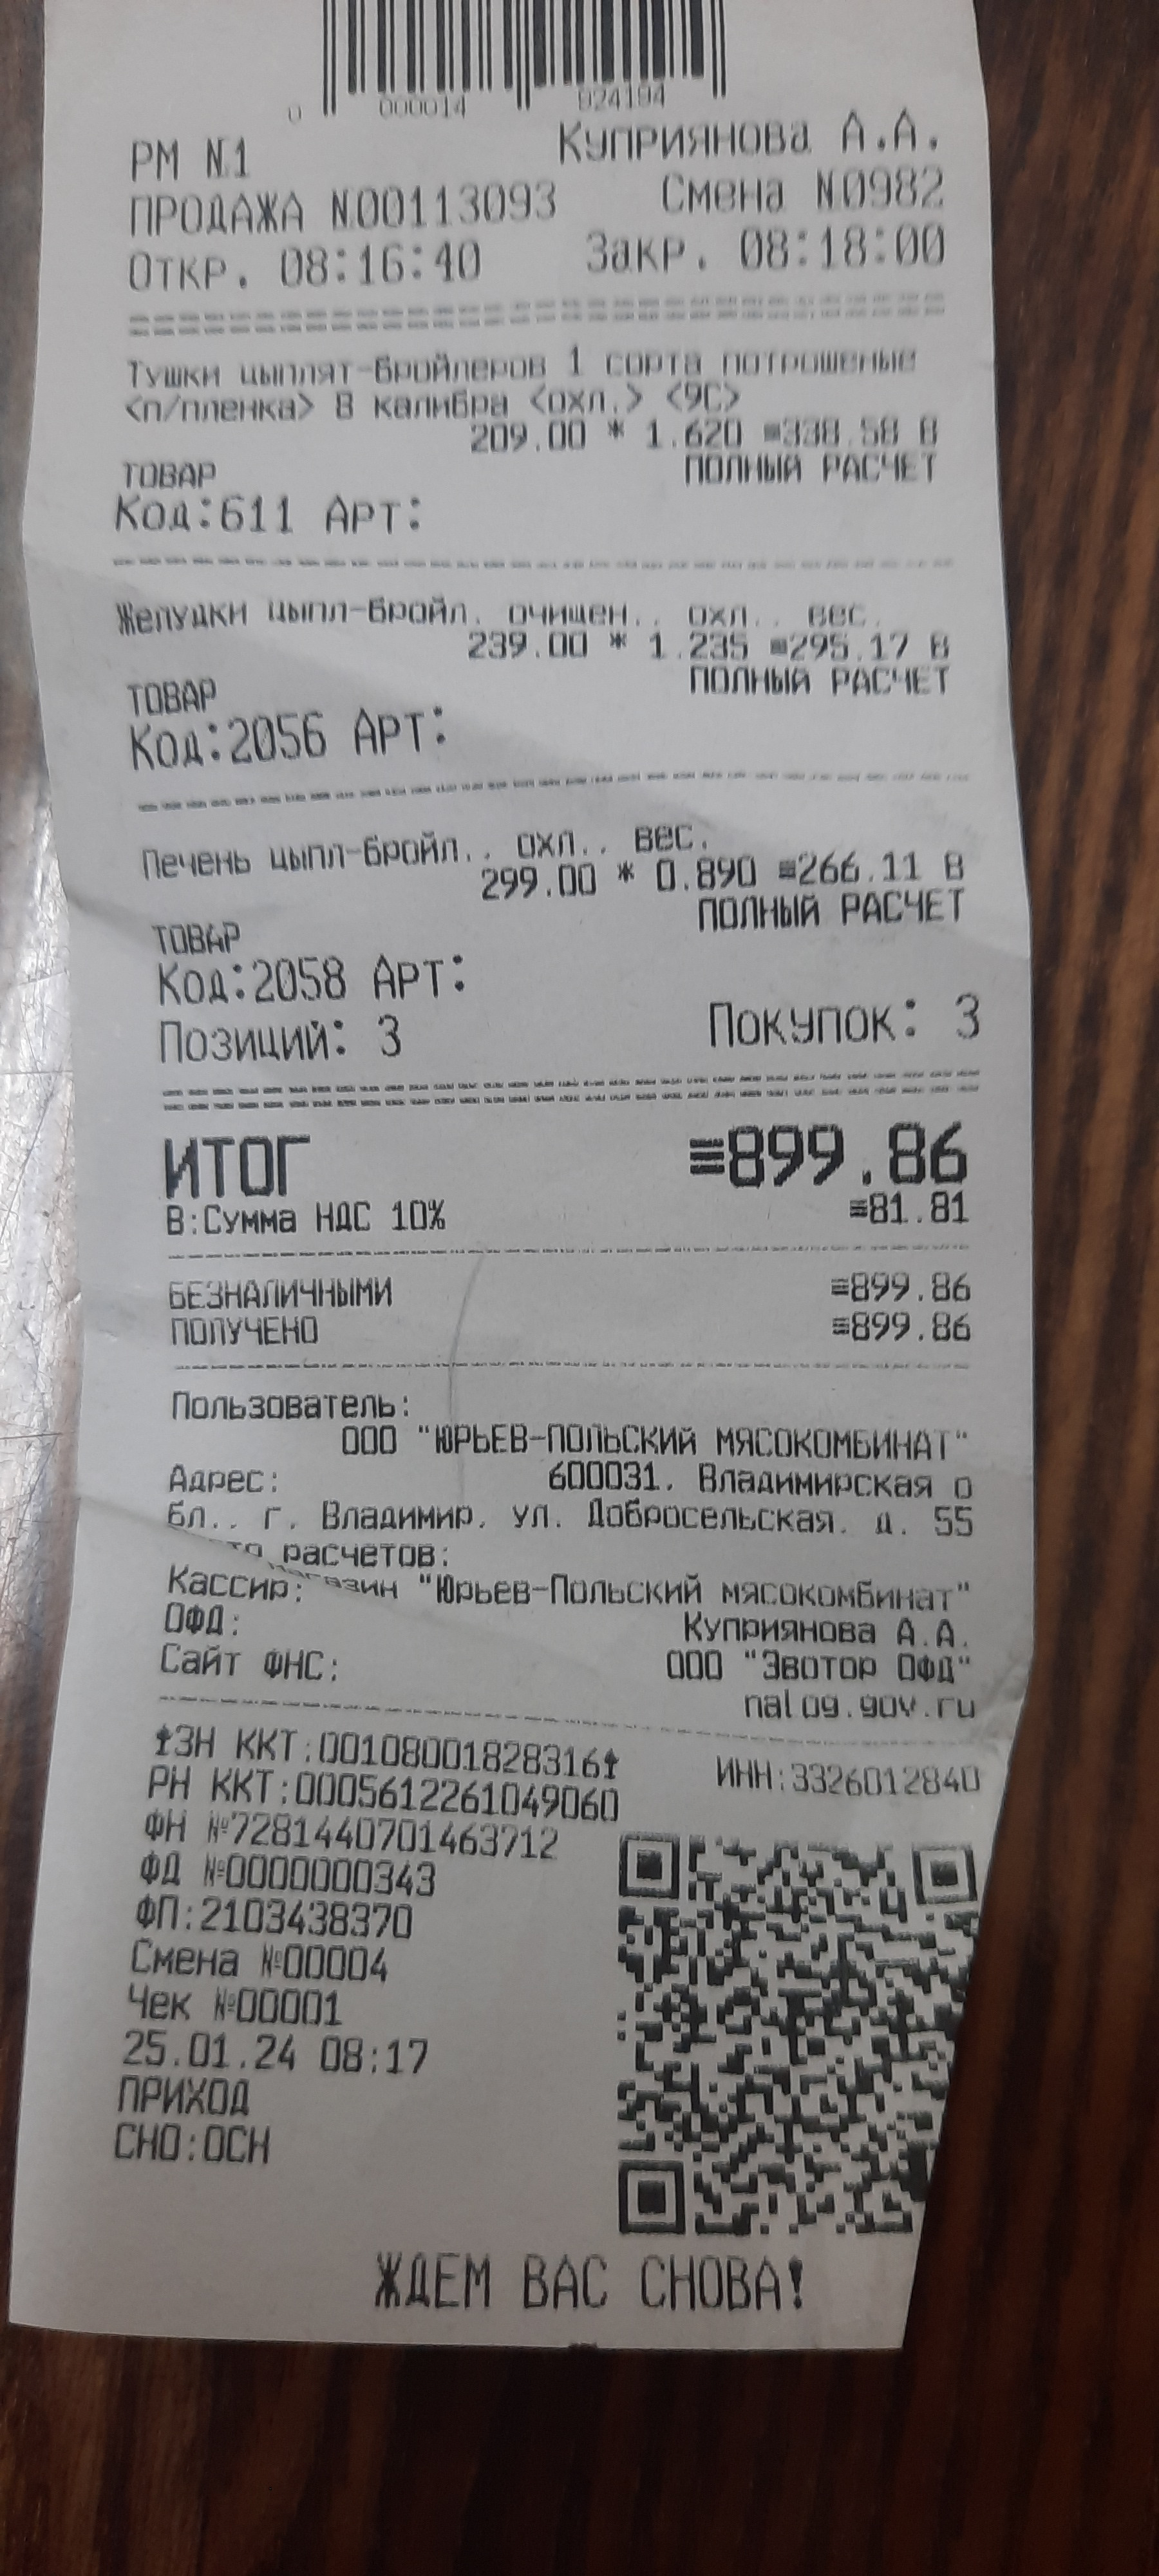 0 000014 924194
РМ №1 Куприянова А.А.
ПРОДАЖА №00113093 Смена №0982
Откр. 08:16:40 Закр. 08:18:00
Тушки цыплят-бройлеров 1 сорта потрошеные
<п/пленка> 8 калибра <охл.> <9С>
209.00 * 1.620 ≡338.58 В
ТОВАР ПОЛНЫЙ РАСЧЕТ
Код:611 Арт:
Желудки цыпл-бройл. очищен., охл., вес.
239.00 * 1.235 ≡295.17 В
ТОВАР ПОЛНЫЙ РАСЧЕТ
Код:2056 Арт:
Печень цыпл-бройл., охл., вес.
299.00 * 0.890 ≡266.11 В
ТОВАР ПОЛНЫЙ РАСЧЕТ
Код:2058 Арт:
Позиций: 3 Покупок: 3
ИТОГ ≡899.86
В:Сумма НДС 10% ≡81.81
БЕЗНАЛИЧНЫМИ ≡899.86
ПОЛУЧЕНО ≡899.86
Пользователь:
ООО "ЮРЬЕВ-ПОЛЬСКИЙ МЯСОКОМБИНАТ"
Адрес: 600031, Владимирская о
бл., г. Владимир, ул. Добросельская, д. 55
расчетов:
"Юрьев-Польский мясокомбинат"
Кассир: Куприянова А.А.
ОФД: ООО "Эвотор ОФД"
Сайт ФНС: nalog.gov.ru
ЗН ККТ:00108001828316 ИНН:3326012840
РН ККТ:0005612261049060
ФН №7281440701463712
ФД №0000000343
ФП:2103438370
Смена №00004
Чек №00001
25.01.24 08:17
ПРИХОД
СНО:ОСН
ЖДЕМ ВАС СНОВА!